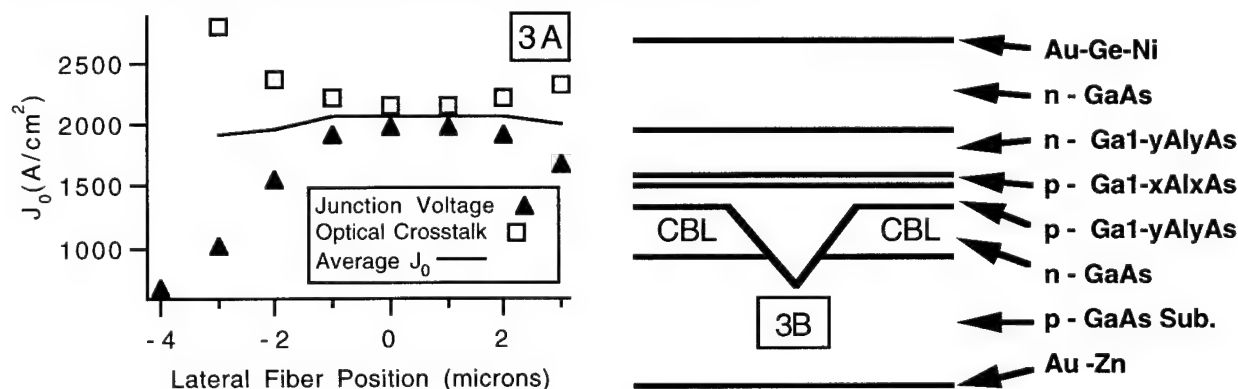 3A
J₀(A/cm²)
2500
2000
1500
1000
Junction Voltage
Optical Crosstalk
Average J₀
-4
-2
0
2
Lateral Fiber Position (microns)
Au-Ge-Ni
n - GaAs
n - Ga1-yAlyAs
p - Ga1-xAlxAs
p - Ga1-yAlyAs
n - GaAs
p - GaAs Sub.
Au -Zn
CBL
CBL
3B